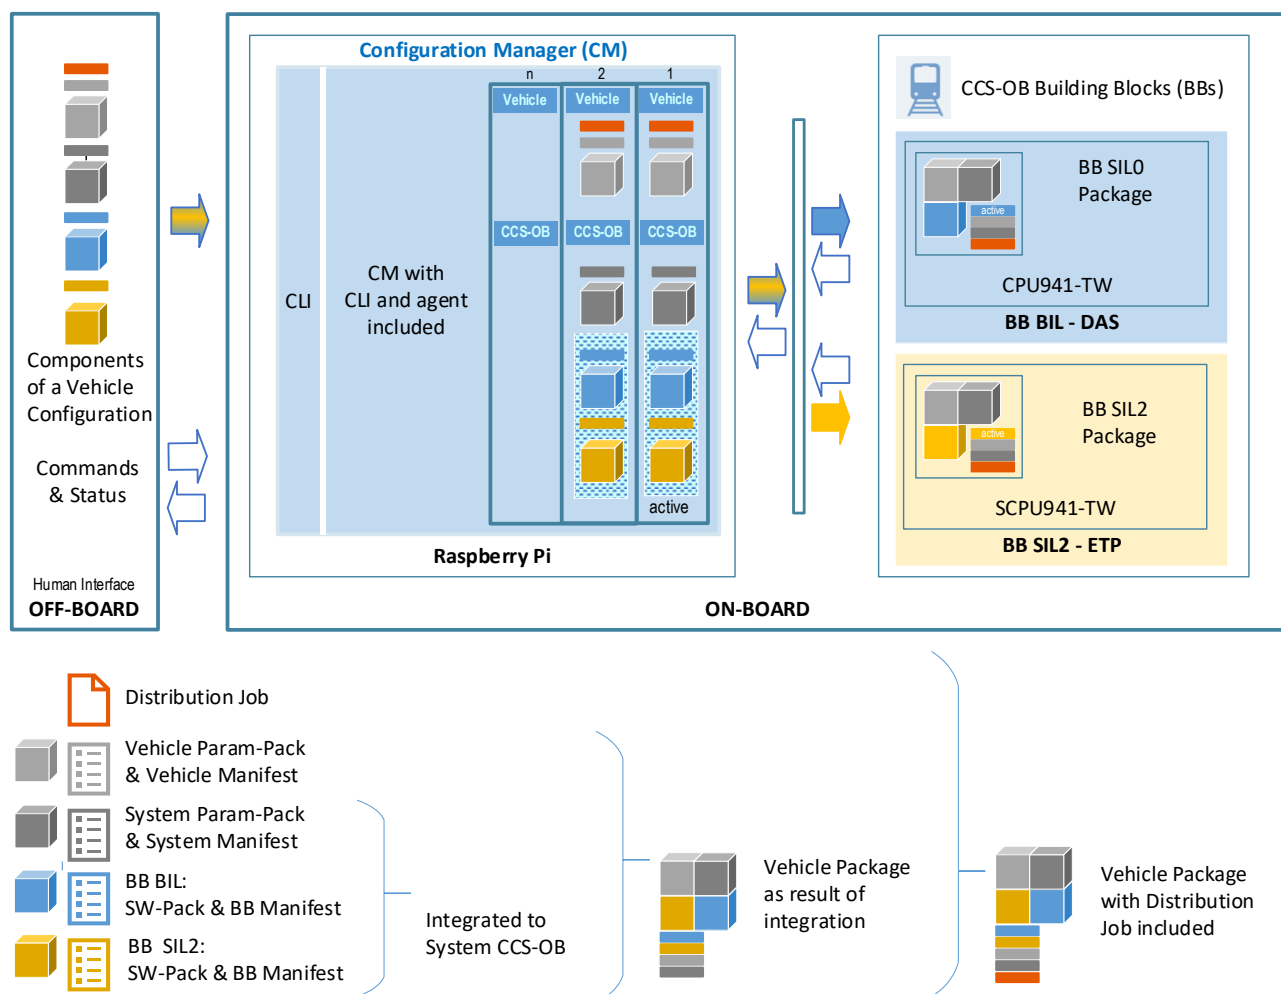 Configuration Manager (CM)
n
2
1
Vehicle
Vehicle
Vehicle
CCS-OB
CCS-OB
CCS-OB
CLI
CM with
CLI and agent
included
active
Raspberry Pi
Components
of a Vehicle
Configuration
Commands
& Status
Human Interface
OFF-BOARD
ON-BOARD
CCS-OB Building Blocks (BBs)
BB SIL0
Package
active
CPU941-TW
BB BIL - DAS
BB SIL2
Package
active
SCPU941-TW
BB SIL2 - ETP
Distribution Job
Vehicle Param-Pack
& Vehicle Manifest
System Param-Pack
& System Manifest
BB BIL:
SW-Pack & BB Manifest
BB SIL2:
SW-Pack & BB Manifest
Integrated to
System CCS-OB
Vehicle Package
as result of
integration
Vehicle Package
with Distribution
Job included